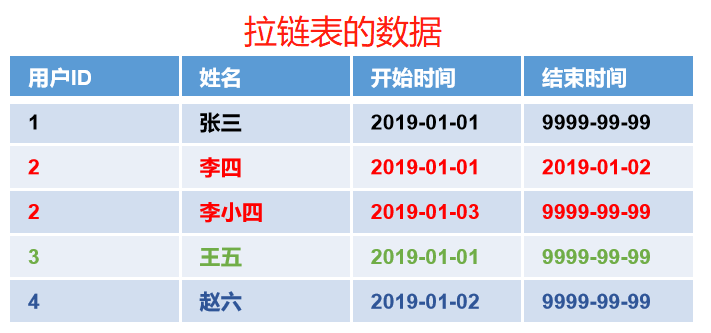 拉链表的数据
用户ID 姓名 开始时间 结束时间
1 张三 2019-01-01 9999-99-99
2 李四 2019-01-01 2019-01-02
2 李小四 2019-01-03 9999-99-99
3 王五 2019-01-01 9999-99-99
4 赵六 2019-01-02 9999-99-99